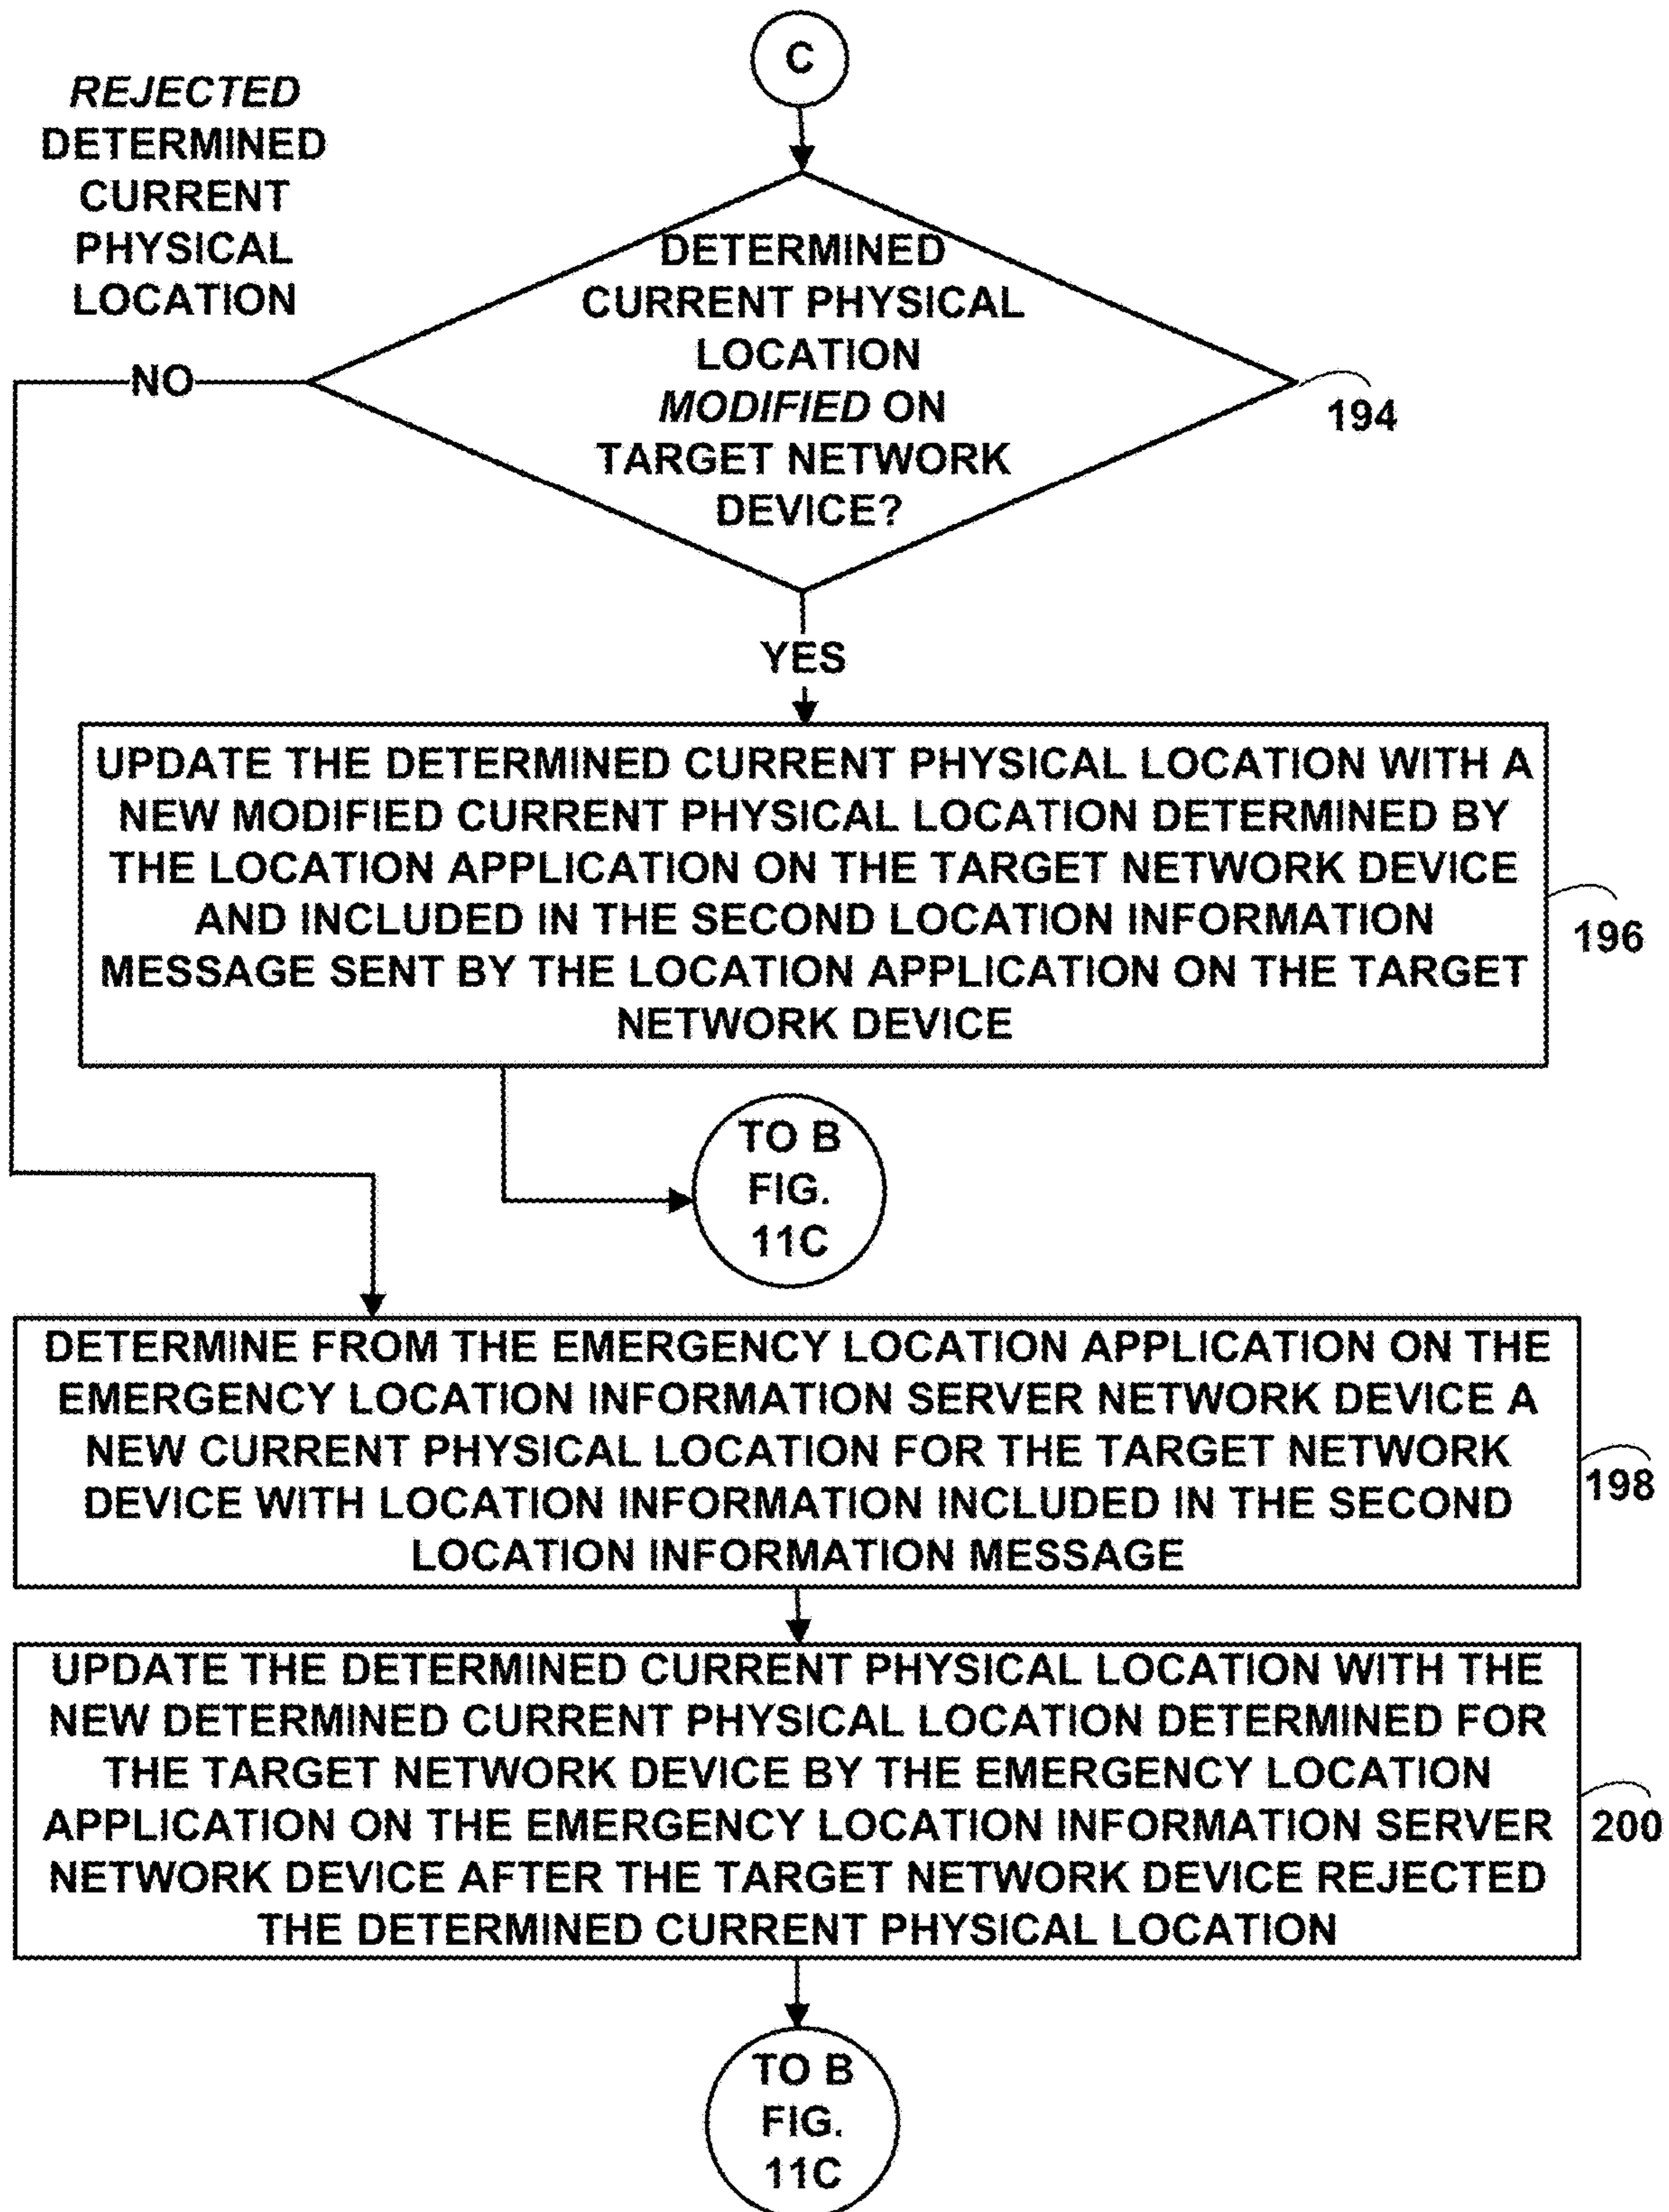 C
REJECTED
DETERMINED
CURRENT
PHYSICAL
LOCATION
DETERMINED
CURRENT PHYSICAL
LOCATION
MODIFIED ON
TARGET NETWORK
DEVICE?
NO
194
YES
UPDATE THE DETERMINED CURRENT PHYSICAL LOCATION WITH A
NEW MODIFIED CURRENT PHYSICAL LOCATION DETERMINED BY
THE LOCATION APPLICATION ON THE TARGET NETWORK DEVICE
AND INCLUDED IN THE SECOND LOCATION INFORMATION
MESSAGE SENT BY THE LOCATION APPLICATION ON THE TARGET
NETWORK DEVICE
196
TO B
FIG.
11C
DETERMINE FROM THE EMERGENCY LOCATION APPLICATION ON THE
EMERGENCY LOCATION INFORMATION SERVER NETWORK DEVICE A
NEW CURRENT PHYSICAL LOCATION FOR THE TARGET NETWORK
DEVICE WITH LOCATION INFORMATION INCLUDED IN THE SECOND
LOCATION INFORMATION MESSAGE
198
UPDATE THE DETERMINED CURRENT PHYSICAL LOCATION WITH THE
NEW DETERMINED CURRENT PHYSICAL LOCATION DETERMINED FOR
THE TARGET NETWORK DEVICE BY THE EMERGENCY LOCATION
APPLICATION ON THE EMERGENCY LOCATION INFORMATION SERVER
NETWORK DEVICE AFTER THE TARGET NETWORK DEVICE REJECTED
THE DETERMINED CURRENT PHYSICAL LOCATION
200
TO B
FIG.
11C